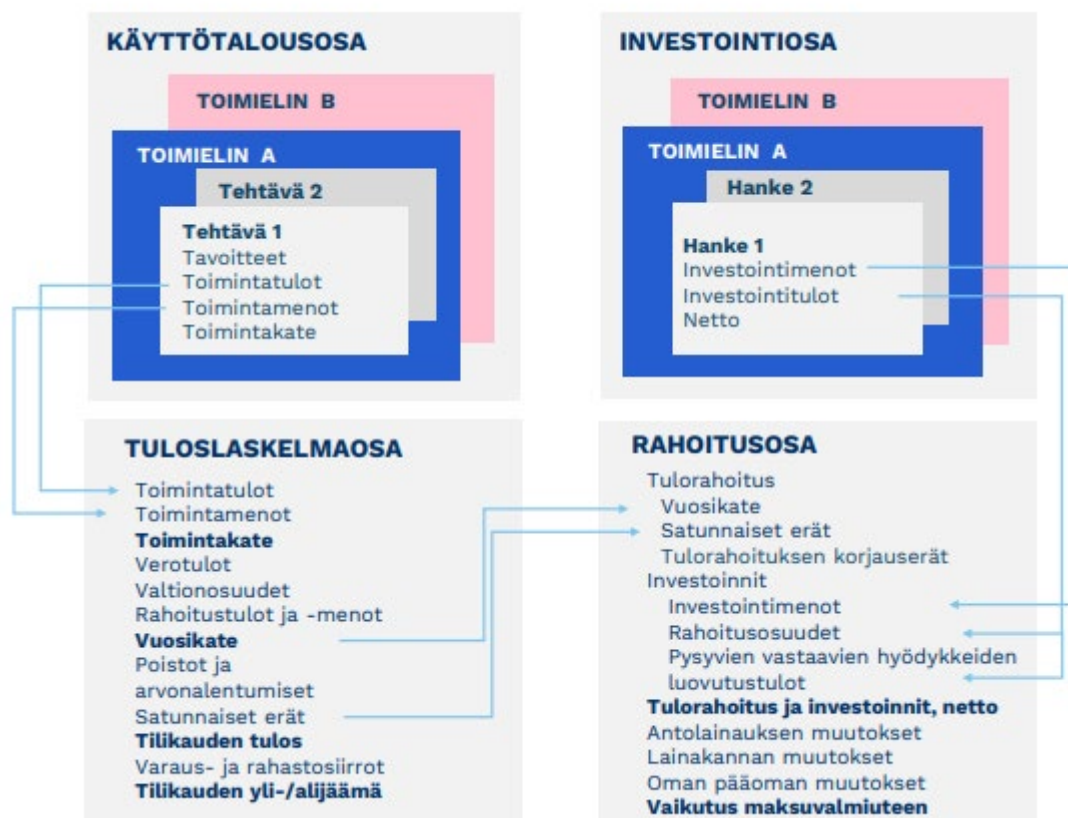 KÄYTTÖTALOUSOSA
TOIMIELIN B
TOIMIELIN A
Tehtävä 2
Tehtävä 1
Tavoitteet
Toimintatulot
Toimintamenot
Toimintakate
INVESTOINTIOSA
TOIMIELIN B
TOIMIELIN A
Hanke 2
Hanke 1
Investointimenot
Investointitulot
Netto
TULOSLASKELMAOSA
Toimintatulot
Toimintamenot
Toimintakate
Verotulot
Valtionosuudet
Rahoitustulot ja -menot
Vuosikate
Poistot ja
arvonalentumiset
Satunnaiset erät
Tilikauden tulos
Varaus- ja rahastosiirrot
Tilikauden yli-/alijäämä
RAHOITUSOSA
Tulorahoitus
Vuosikate
Satunnaiset erät
Tulorahoituksen korjauserät
Investoinnit
Investointimenot
Rahoitusosuudet
Pysyvien vastaavien hyödykkeiden
luovutustulot
Tulorahoitus ja investoinnit, netto
Antolainauksen muutokset
Lainakannan muutokset
Oman pääoman muutokset
Vaikutus maksuvalmiuteen